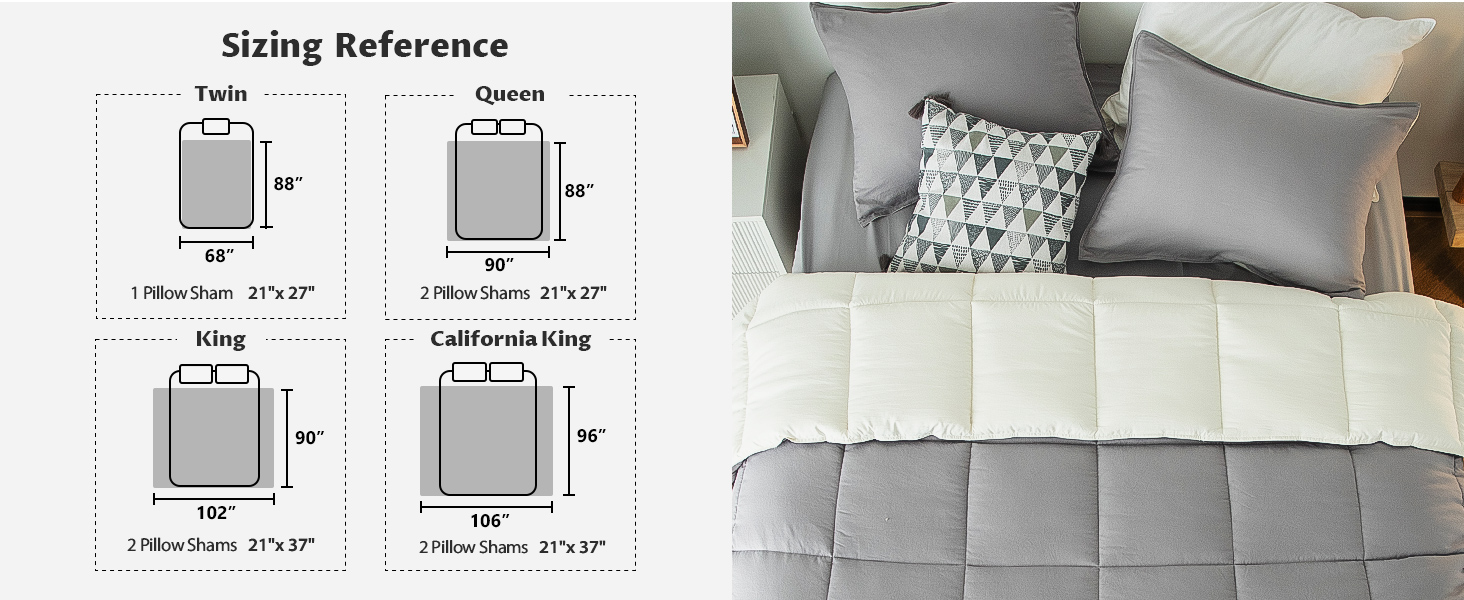 Sizing Reference
Twin
88”
68”
1 Pillow Sham 21"x 27"
Queen
88”
90”
2 Pillow Shams 21"x 27"
King
90”
102”
2 Pillow Shams 21"x 37"
California King
96”
106”
2 Pillow Shams 21"x 37"